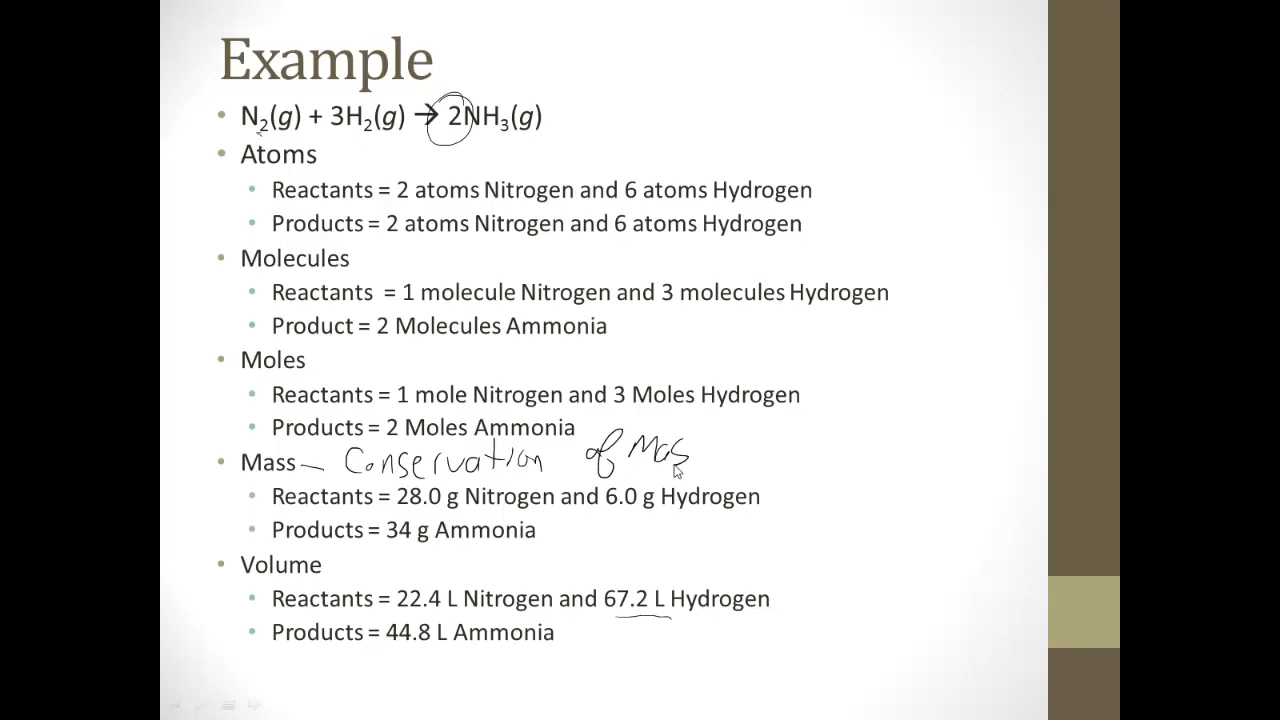 Example
• N₂(g) + 3H₂(g) → 2NH₃(g)
• Atoms
• Reactants = 2 atoms Nitrogen and 6 atoms Hydrogen
• Products = 2 atoms Nitrogen and 6 atoms Hydrogen
• Molecules
• Reactants = 1 molecule Nitrogen and 3 molecules Hydrogen
• Product = 2 Molecules Ammonia
• Moles
• Reactants = 1 mole Nitrogen and 3 Moles Hydrogen
• Products = 2 Moles Ammonia
• Mass – Conservation of Mas
• Reactants = 28.0 g Nitrogen and 6.0 g Hydrogen
• Products = 34 g Ammonia
• Volume
• Reactants = 22.4 L Nitrogen and 67.2 L Hydrogen
• Products = 44.8 L Ammonia